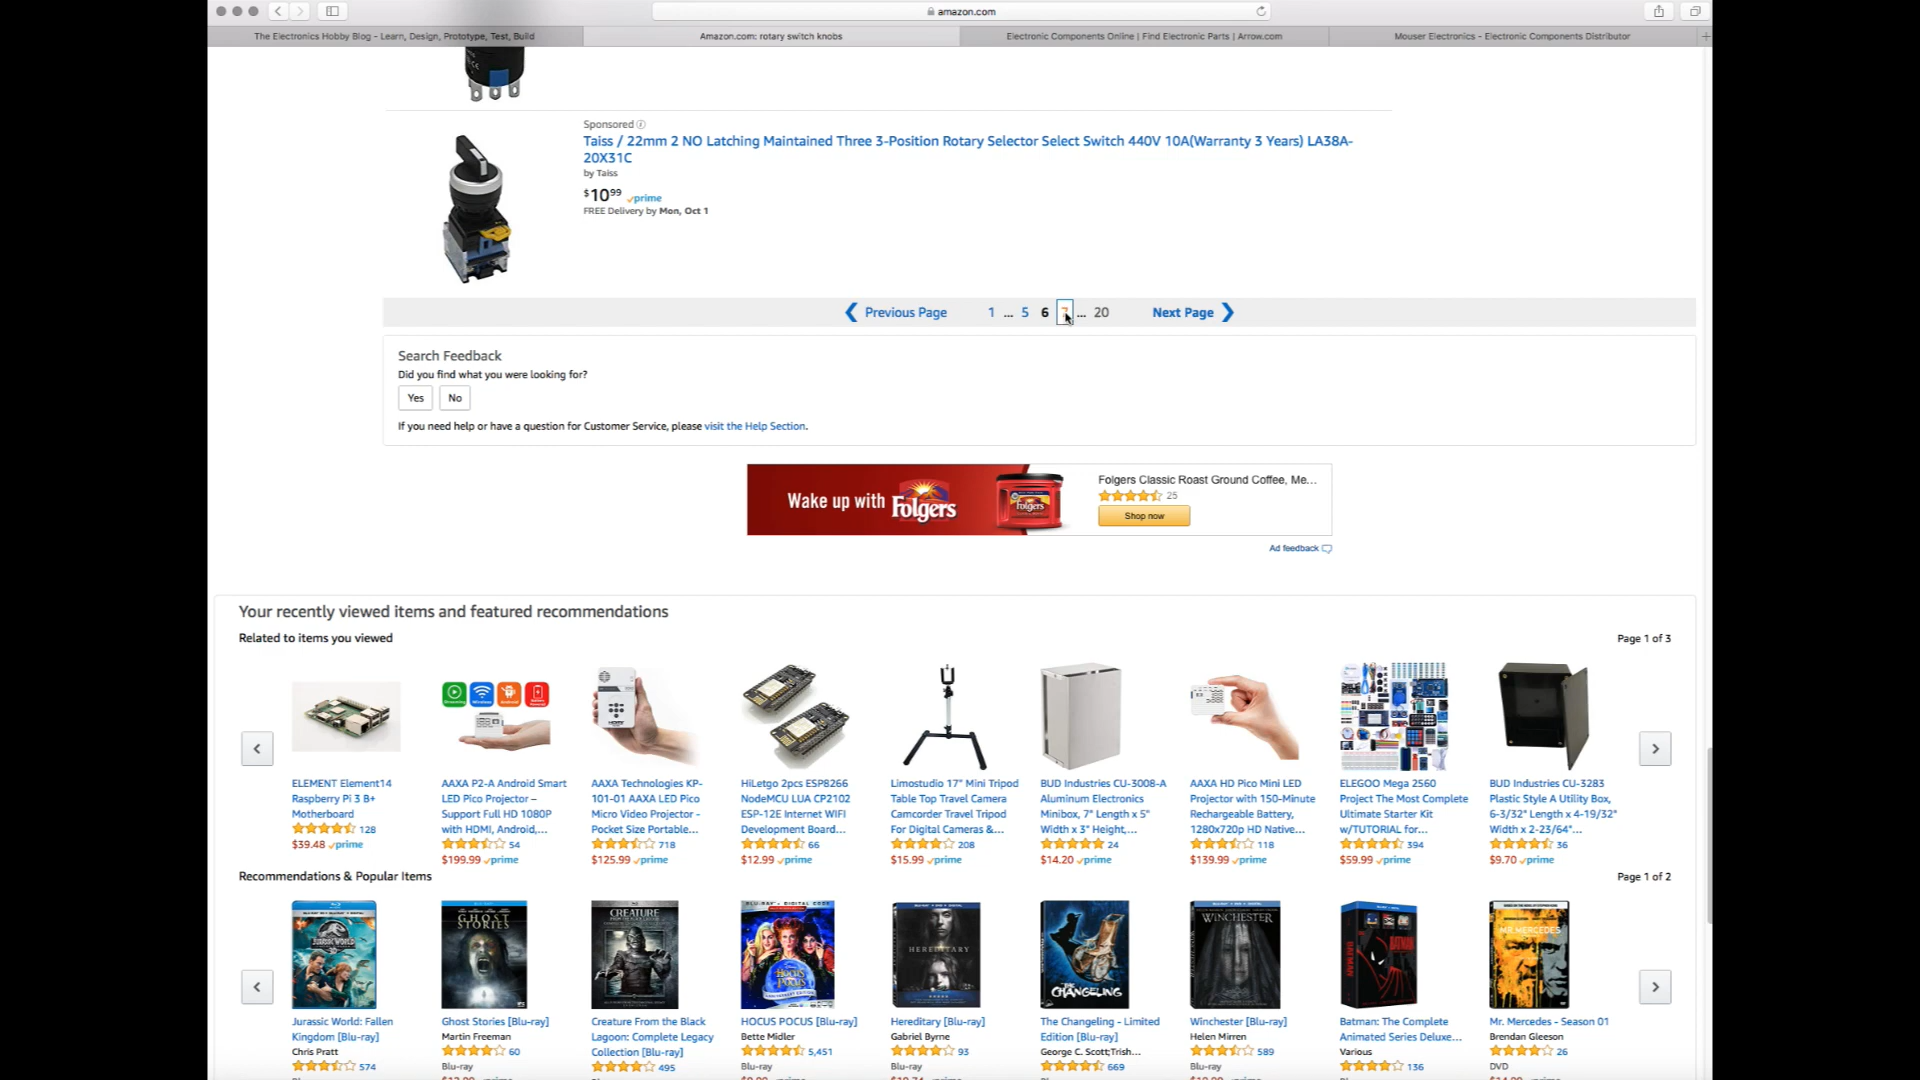 amazon.com
The Electronics Hobby Blog - Learn, Design, Prototype, Test, Build
Amazon.com: rotary switch knobs
Electronic Components Online | Find Electronic Parts | Arrow.com
Mouser Electronics - Electronic Components Distributor
Sponsored
Taiss / 22mm 2 NO Latching Maintained Three 3-Position Rotary Selector Select Switch 440V 10A(Warranty 3 Years) LA38A-
20X31C
by Taiss
$10.99 prime
FREE Delivery by Mon, Oct 1
Previous Page 1 ... 5 6 7 ... 20 Next Page
Search Feedback
Did you find what you were looking for?
Yes No
If you need help or have a question for Customer Service, please visit the Help Section.
Wake up with Folgers
Folgers
Folgers Classic Roast Ground Coffee, Me...
25
Shop now
Ad feedback
Your recently viewed items and featured recommendations
Related to items you viewed
Page 1 of 3
ELEMENT Element14
Raspberry Pi 3 B+
Motherboard
128
$39.48 prime
AAXA P2-A Android Smart
LED Pico Projector –
Support Full HD 1080P
with HDMI, Android,...
54
$199.99 prime
AAXA Technologies KP-
101-01 AAXA LED Pico
Micro Video Projector -
Pocket Size Portable...
718
$125.99 prime
HiLetgo 2pcs ESP8266
NodeMCU LUA CP2102
ESP-12E Internet WIFI
Development Board...
66
$12.99 prime
Limostudio 17" Mini Tripod
Table Top Travel Camera
Camcorder Travel Tripod
For Digital Cameras &...
208
$15.99 prime
BUD Industries CU-3008-A
Aluminum Electronics
Minibox, 7" Length x 5"
Width x 3" Height,...
24
$14.20 prime
AAXA HD Pico Mini LED
Projector with 150-Minute
Rechargeable Battery,
1280x720p HD Native...
118
$139.99 prime
ELEGOO Mega 2560
Project The Most Complete
Ultimate Starter Kit
w/TUTORIAL for...
394
$59.99 prime
BUD Industries CU-3283
Plastic Style A Utility Box,
6-3/32" Length x 4-19/32"
Width x 2-23/64"...
36
$9.70 prime
Recommendations & Popular Items
Page 1 of 2
JURASSIC WORLD
GHOST STORIES
CREATURE
HOCUS POCUS
HEREDITARY
THE CHANGELING
WINCHESTER
BATMAN
MR. MERCEDES
Jurassic World: Fallen
Kingdom [Blu-ray]
Chris Pratt
574
Ghost Stories [Blu-ray]
Martin Freeman
60
Blu-ray
Creature From the Black
Lagoon: Complete Legacy
Collection [Blu-ray]
495
HOCUS POCUS [Blu-ray]
Bette Midler
5,451
Blu-ray
Hereditary [Blu-ray]
Gabriel Byrne
93
Blu-ray
The Changeling - Limited
Edition [Blu-ray]
George C. Scott;Trish...
669
Winchester [Blu-ray]
Helen Mirren
589
Blu-ray
Batman: The Complete
Animated Series Deluxe...
Various
136
Mr. Mercedes - Season 01
Brendan Gleeson
26
DVD